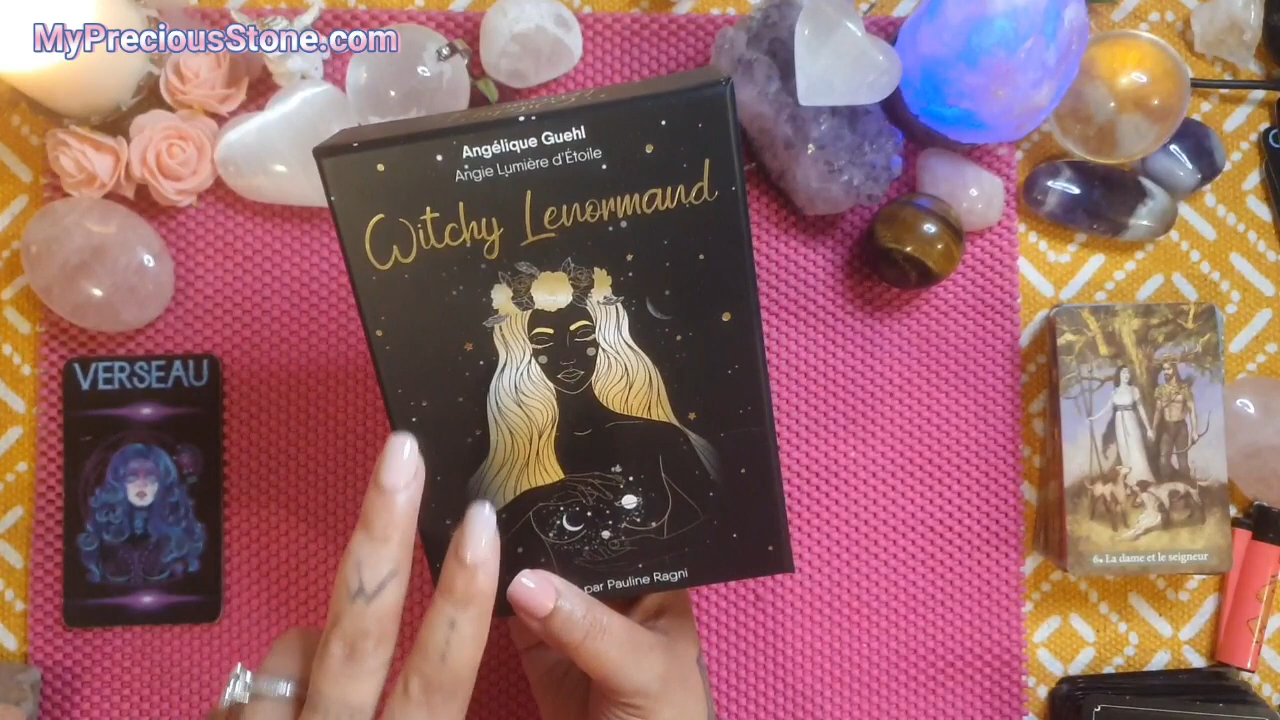 MyPreciousStone.com
Angélique Guehl
Angie Lumière d'Étoile
Witchy Lenormand
par Pauline Ragni
VERSEAU
6. La dame et le seigneur